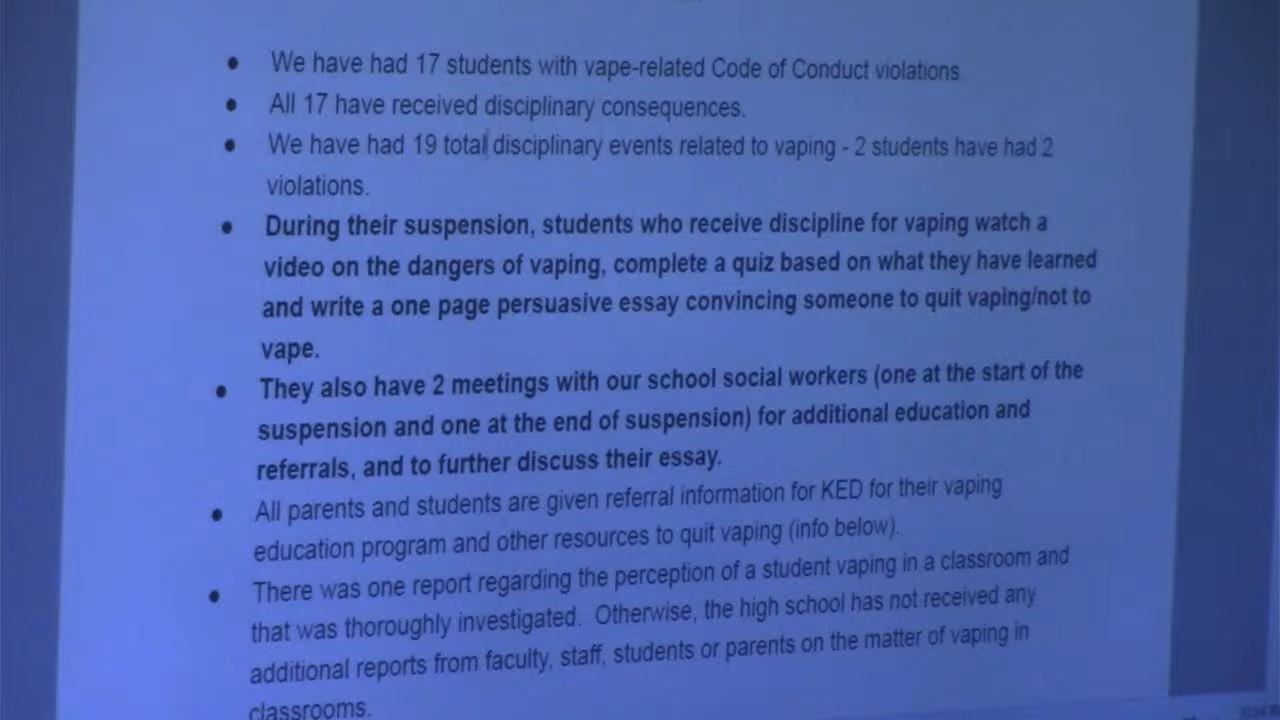 • We have had 17 students with vape-related Code of Conduct violations
• All 17 have received disciplinary consequences.
• We have had 19 total disciplinary events related to vaping - 2 students have had 2
violations.
• During their suspension, students who receive discipline for vaping watch a
video on the dangers of vaping, complete a quiz based on what they have learned
and write a one page persuasive essay convincing someone to quit vaping/not to
vape.
• They also have 2 meetings with our school social workers (one at the start of the
suspension and one at the end of suspension) for additional education and
referrals, and to further discuss their essay.
• All parents and students are given referral information for KED for their vaping
education program and other resources to quit vaping (info below).
• There was one report regarding the perception of a student vaping in a classroom and
that was thoroughly investigated.  Otherwise, the high school has not received any
additional reports from faculty, staff, students or parents on the matter of vaping in
classrooms.